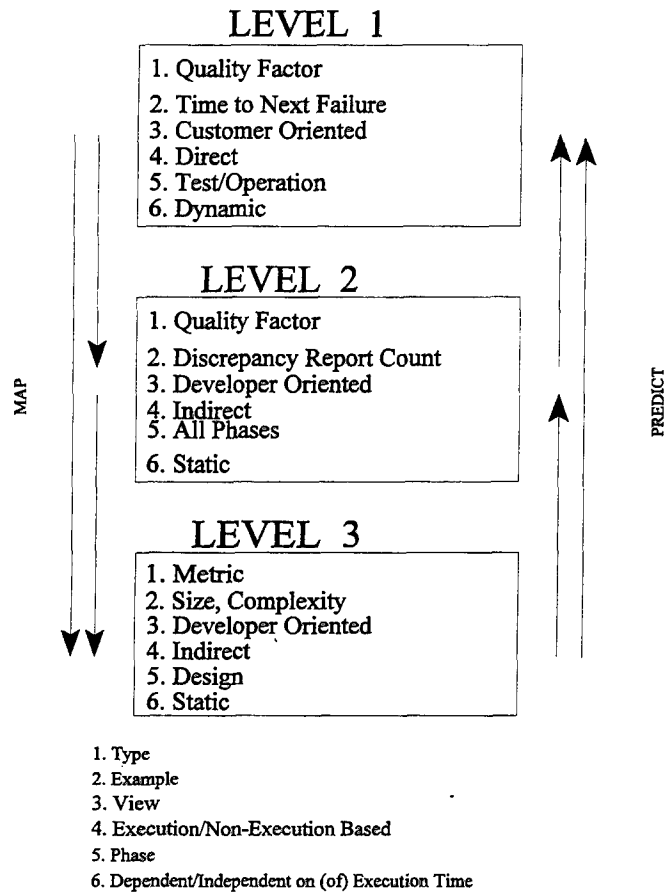 LEVEL 1
1. Quality Factor
2. Time to Next Failure
3. Customer Oriented
4. Direct
5. Test/Operation
6. Dynamic
LEVEL 2
1. Quality Factor
2. Discrepancy Report Count
3. Developer Oriented
4. Indirect
5. All Phases
6. Static
MAP
PREDICT
LEVEL 3
1. Metric
2. Size, Complexity
3. Developer Oriented
4. Indirect
5. Design
6. Static
1. Type
2. Example
3. View
4. Execution/Non-Execution Based
5. Phase
6. Dependent/Independent on (of) Execution Time